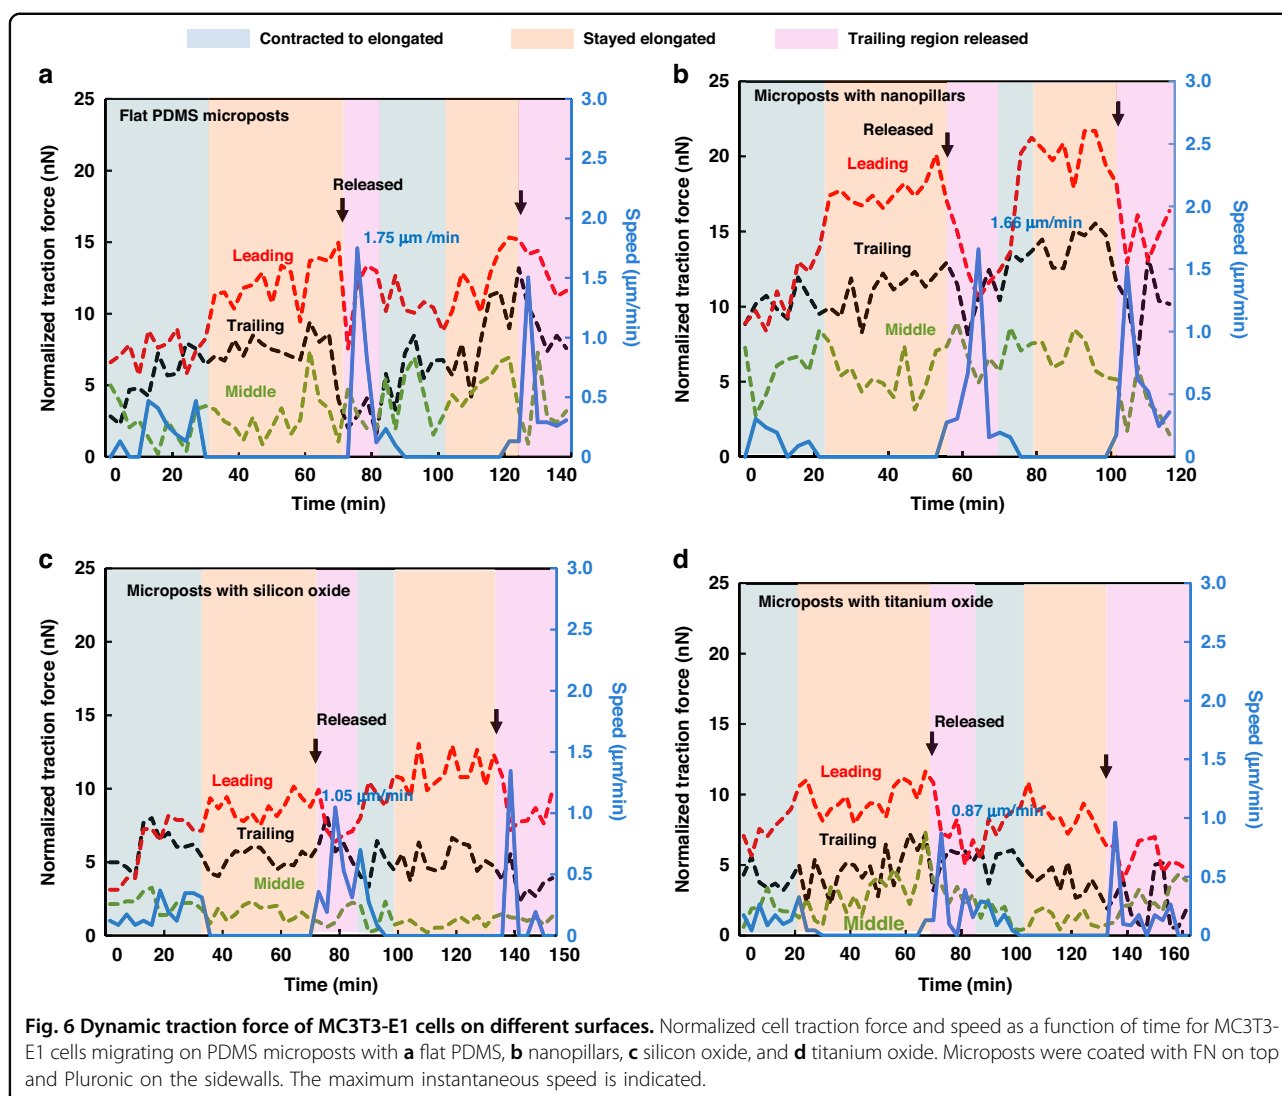 Contracted to elongated Stayed elongated Trailing region released
a
Flat PDMS microposts
Released
1.75 μm /min
Leading
Trailing
Middle
Normalized traction force (nN)
25
20
15
10
5
0
0 20 40 60 80 100 120 140
Time (min)
3.0
2.5
2.0
1.5
1.0
0.5
0
Speed (μm/min)
b
Microposts with nanopillars
Released
Leading
1.66 μm/min
Trailing
Middle
Normalized traction force (nN)
25
20
15
10
5
0
0 20 40 60 80 100 120
Time (min)
3.0
2.5
2.0
1.5
1.0
0.5
0
Speed (μm/min)
c
Microposts with silicon oxide
Released
Leading
1.05 μm/min
Trailing
Middle
Normalized traction force (nN)
25
20
15
10
5
0
0 20 40 60 80 100 120 140 150
Time (min)
3.0
2.5
2.0
1.5
1.0
0.5
0
Speed (μm/min)
d
Microposts with titanium oxide
Released
Leading
0.87 μm/min
Trailing
Middle
Normalized traction force (nN)
25
20
15
10
5
0
0 20 40 60 80 100 120 140 160
Time (min)
3.0
2.5
2.0
1.5
1.0
0.5
0
Speed (μm/min)
Fig. 6 Dynamic traction force of MC3T3-E1 cells on different surfaces. Normalized cell traction force and speed as a function of time for MC3T3-
E1 cells migrating on PDMS microposts with a flat PDMS, b nanopillars, c silicon oxide, and d titanium oxide. Microposts were coated with FN on top
and Pluronic on the sidewalls. The maximum instantaneous speed is indicated.